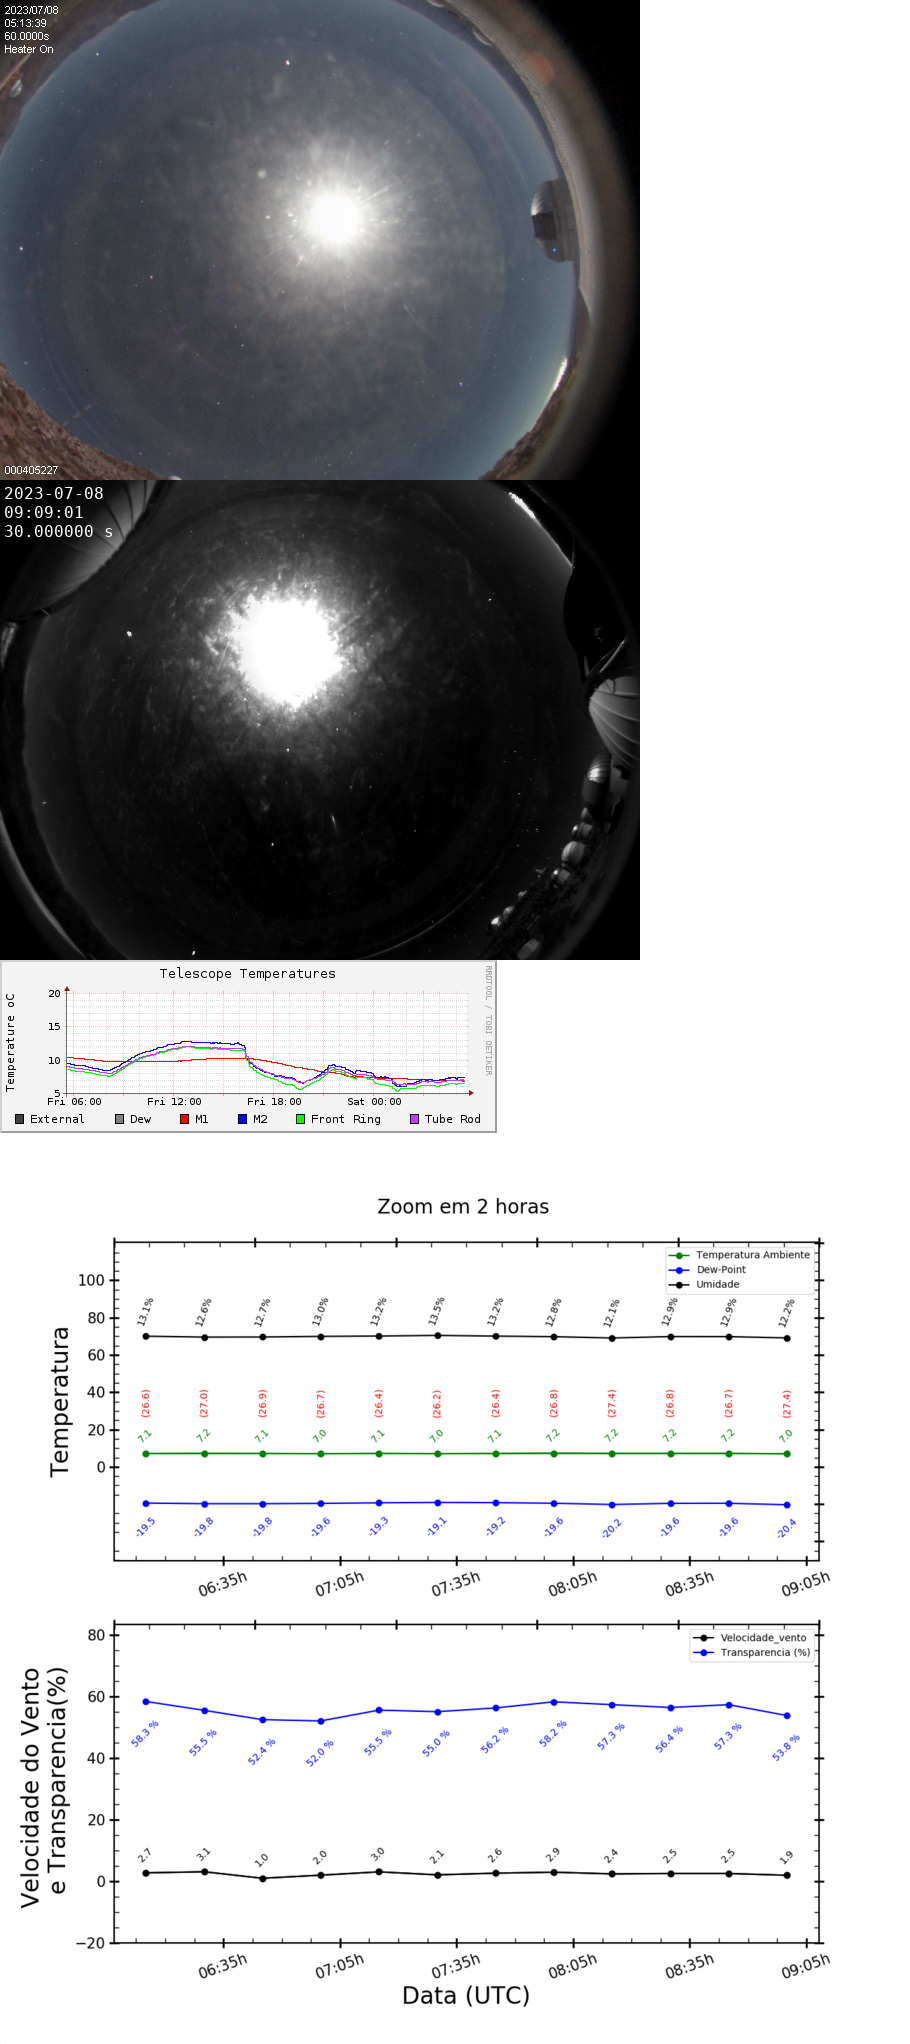 2023/07/08
05:13:39
60.0000s
Heater On
000405227
2023-07-08
09:09:01
30.000000 s
Telescope Temperatures
RRDTOOL / TOBI OETIKER
Temperature oC
20
15
10
5
Fri 06:00 Fri 12:00 Fri 18:00 Sat 00:00
External Dew M1 M2 Front Ring Tube Rod
Zoom em 2 horas
Temperatura Ambiente
Dew-Point
Umidade
Temperatura
100
80
60
40
20
0
13.1% 12.6% 12.7% 13.0% 13.2% 13.5% 13.2% 12.8% 12.1% 12.9% 12.9% 12.2%
(26.6) (27.0) (26.9) (26.7) (26.4) (26.2) (26.4) (26.8) (27.4) (26.8) (26.7) (27.4)
7.1 7.2 7.1 7.0 7.1 7.0 7.1 7.2 7.2 7.2 7.2 7.0
-19.5 -19.8 -19.8 -19.6 -19.3 -19.1 -19.2 -19.6 -20.2 -19.6 -19.6 -20.4
06:35h 07:05h 07:35h 08:05h 08:35h 09:05h
Velocidade_vento
Transparencia (%)
Velocidade do Vento
e Transparencia(%)
80
60
40
20
0
−20
58.3 % 55.5 % 52.4 % 52.0 % 55.5 % 55.0 % 56.2 % 58.2 % 57.3 % 56.4 % 57.3 % 53.8 %
2.7 3.1 1.0 2.0 3.0 2.1 2.6 2.9 2.4 2.5 2.5 1.9
06:35h 07:05h 07:35h 08:05h 08:35h 09:05h
Data (UTC)